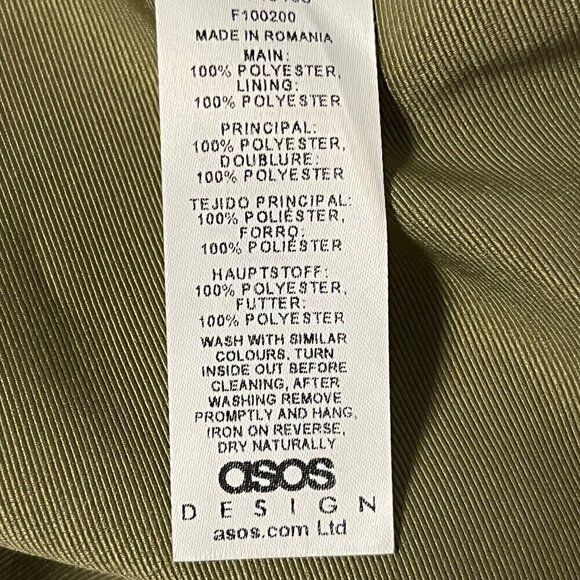 F100200
MADE IN ROMANIA
MAIN:
100% POLYESTER,
LINING:
100% POLYESTER
PRINCIPAL:
100% POLYESTER,
DOUBLURE:
100% POLYESTER
TEJIDO PRINCIPAL:
100% POLIÉSTER,
FORRO:
100% POLIÉSTER
HAUPTSTOFF:
100% POLYESTER,
FUTTER:
100% POLYESTER
WASH WITH SIMILAR
COLOURS. TURN
INSIDE OUT BEFORE
CLEANING, AFTER
WASHING REMOVE
PROMPTLY AND HANG,
IRON ON REVERSE,
DRY NATURALLY
asos
DESIGN
asos.com Ltd